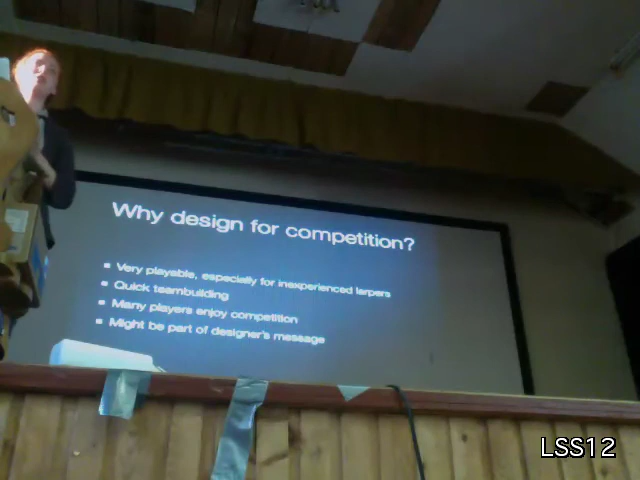 Why design for competition?
Very playable, especially for inexperienced larpers
Quick teambuilding
Many players enjoy competition
Might be part of designer's message
LSS12